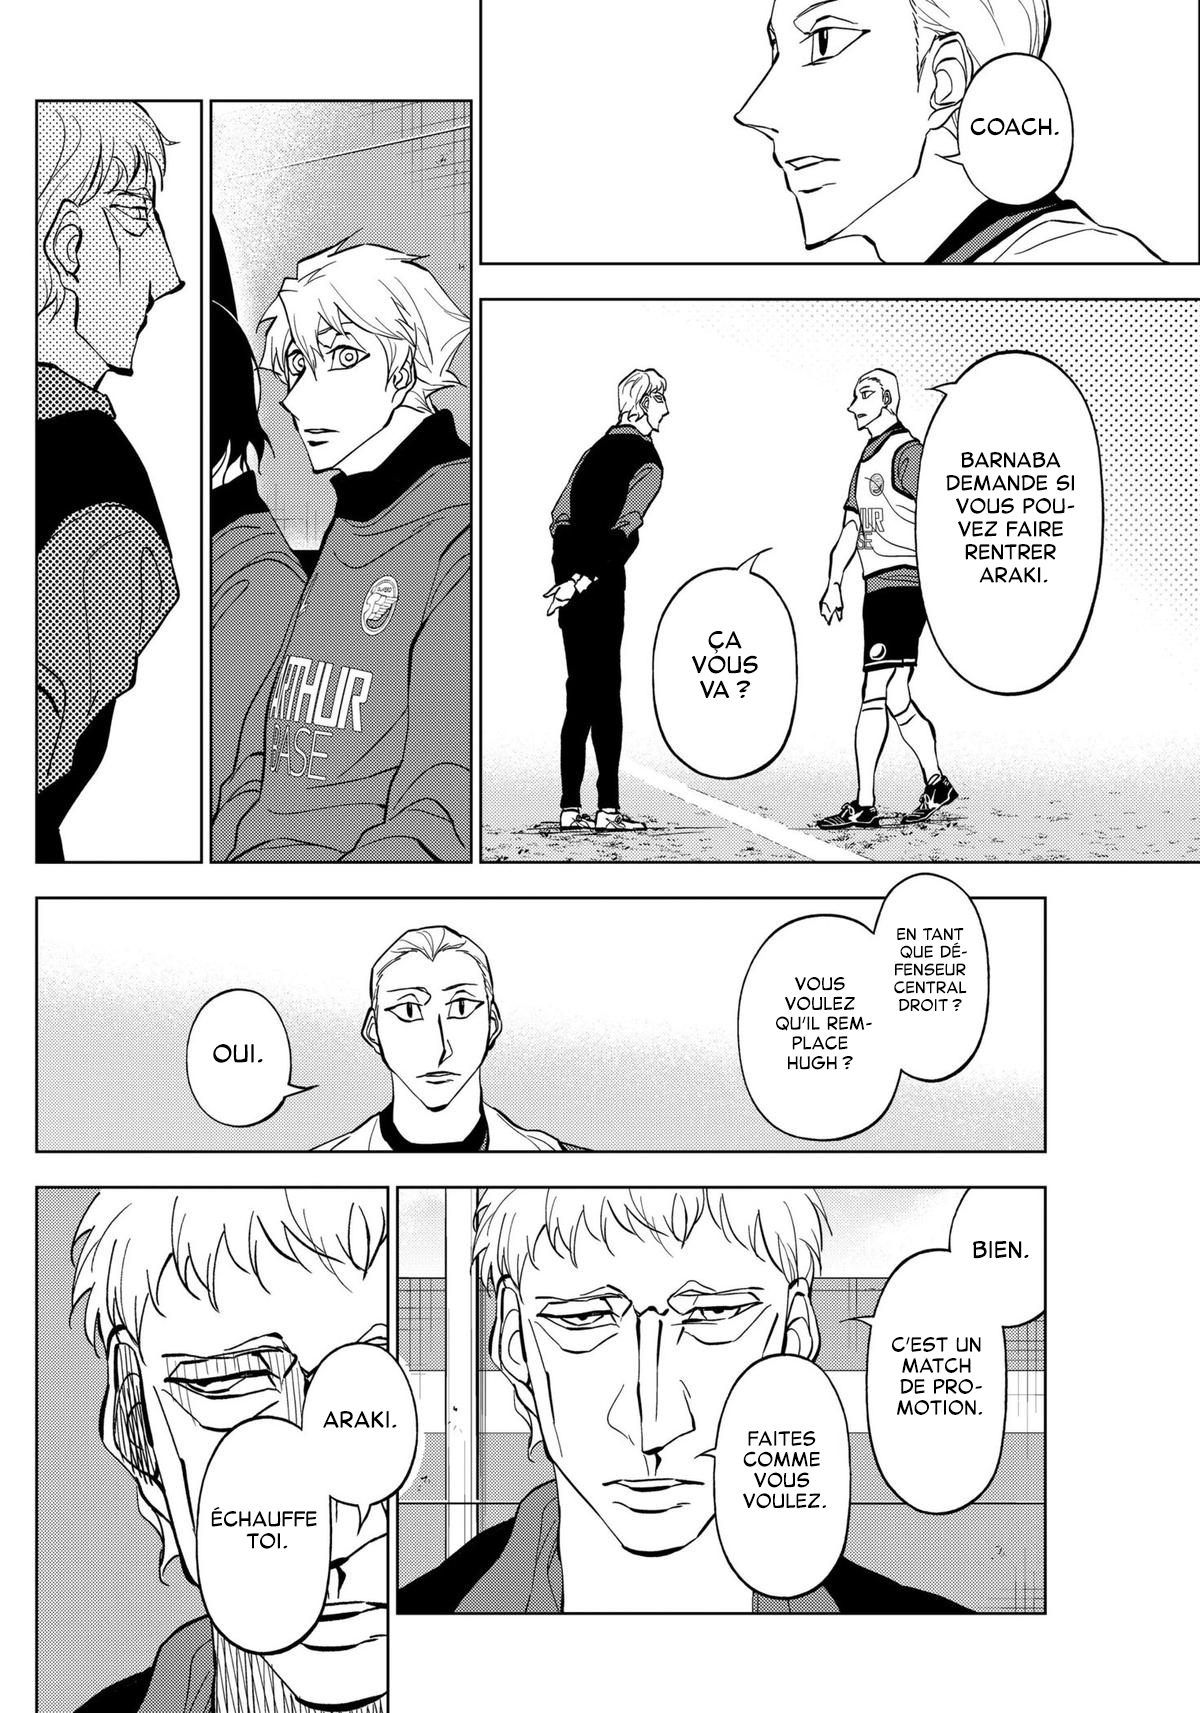 COACH.
BARNABA
DEMANDE SI
VOUS POU-
VEZ FAIRE
RENTRER
ARAKI.
ÇA
VOUS
VA ?
THUR
BASE
ARTHUR
BASE
EN TANT
QUE DÉ-
FENSEUR
CENTRAL
DROIT ?
VOUS
VOULEZ
QU'IL REM-
PLACE
HUGH ?
OUI.
BIEN.
C'EST UN
MATCH
DE PRO-
MOTION.
FAITES
COMME
VOUS
VOULEZ.
ARAKI.
ÉCHAUFFE
TOI.